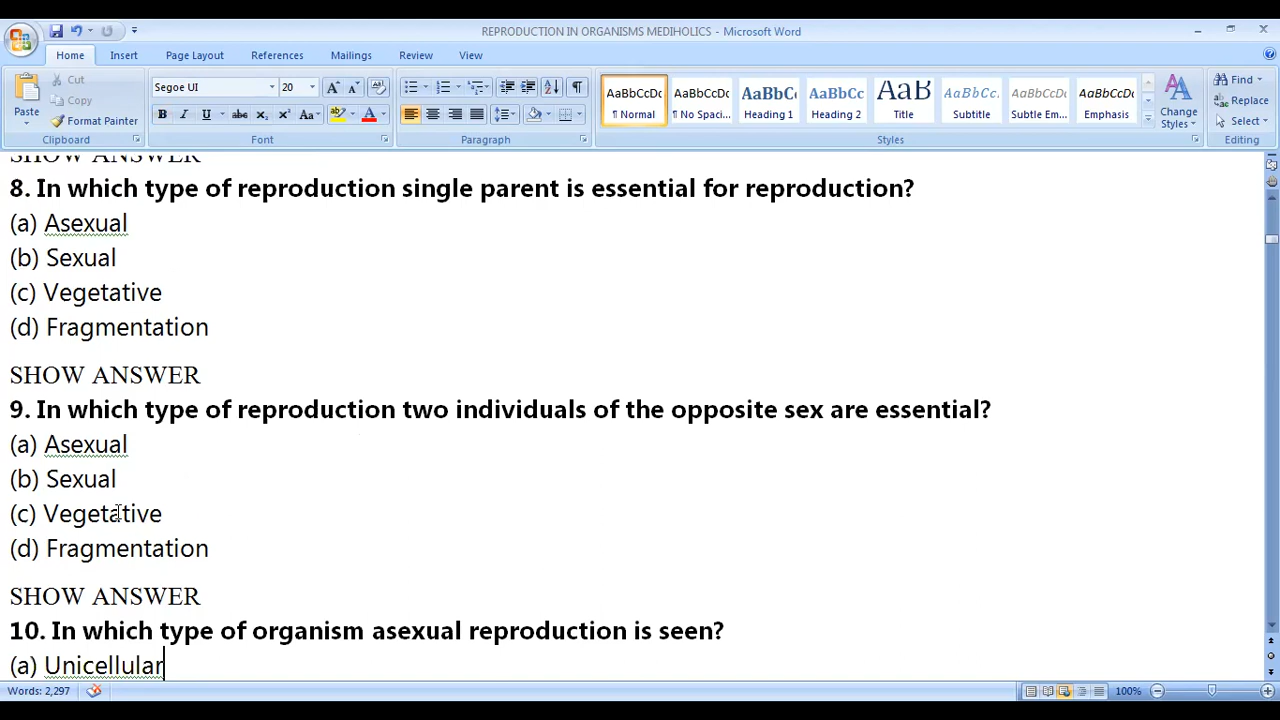 REPRODUCTION IN ORGANISMS MEDIHOLICS - Microsoft Word
Home Insert Page Layout References Mailings Review View
Cut
Copy
Format Painter
Paste
Clipboard
Segoe UI 20
Font
Paragraph
AaBbCcDc AaBbCcDc AaBbC AaBbCc AaB AaBbCc. AaBbCcDc AaBbCcDc
¶ Normal ¶ No Spaci... Heading 1 Heading 2 Title Subtitle Subtle Em... Emphasis
Change Styles
Styles
Find
Replace
Select
Editing
SHOW ANSWER
8. In which type of reproduction single parent is essential for reproduction?
(a) Asexual
(b) Sexual
(c) Vegetative
(d) Fragmentation
SHOW ANSWER
9. In which type of reproduction two individuals of the opposite sex are essential?
(a) Asexual
(b) Sexual
(c) Vegetative
(d) Fragmentation
SHOW ANSWER
10. In which type of organism asexual reproduction is seen?
(a) Unicellular
Words: 2,297
100%